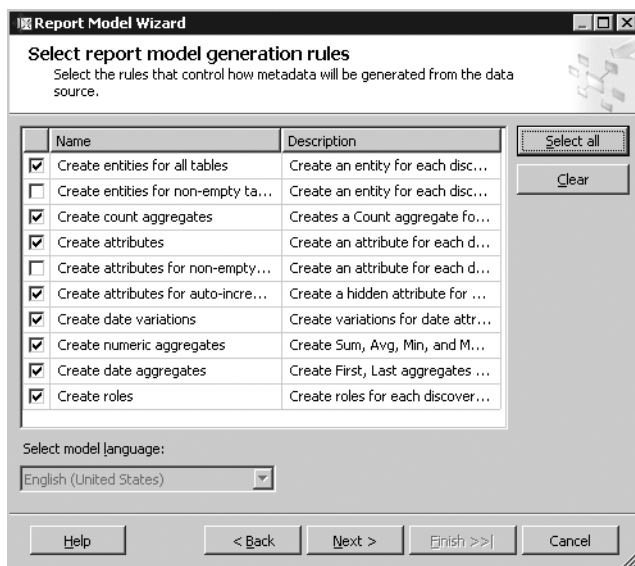 Report Model Wizard
Select report model generation rules
Select the rules that control how metadata will be generated from the data
source.
Name Description
Create entities for all tables Create an entity for each disc...
Create entities for non-empty ta... Create an entity for each disc...
Create count aggregates Creates a Count aggregate fo...
Create attributes Create an attribute for each d...
Create attributes for non-empty... Create an attribute for each d...
Create attributes for auto-incre... Create a hidden attribute for ...
Create date variations Create variations for date attr...
Create numeric aggregates Create Sum, Avg, Min, and M...
Create date aggregates Create First, Last aggregates ...
Create roles Create roles for each discover...
Select all
Clear
Select model language:
English (United States)
Help < Back Next > Finish >>| Cancel